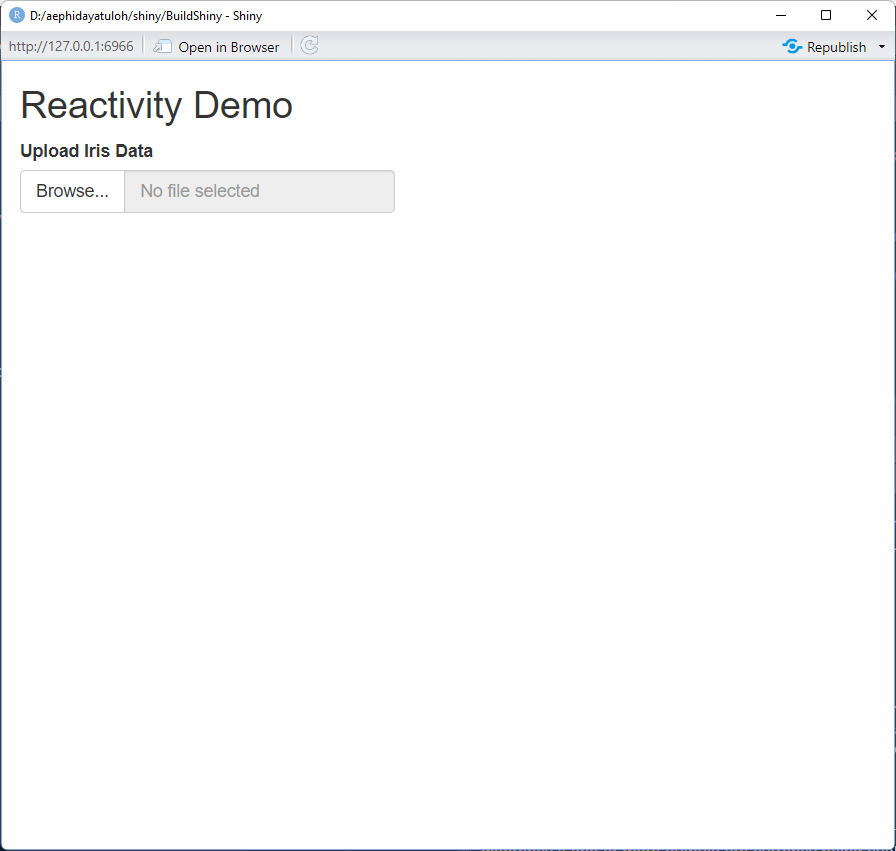 R D:/aephidayatuloh/shiny/BuildShiny - Shiny
http://127.0.0.1:6966 Open in Browser Republish
Reactivity Demo
Upload Iris Data
Browse... No file selected